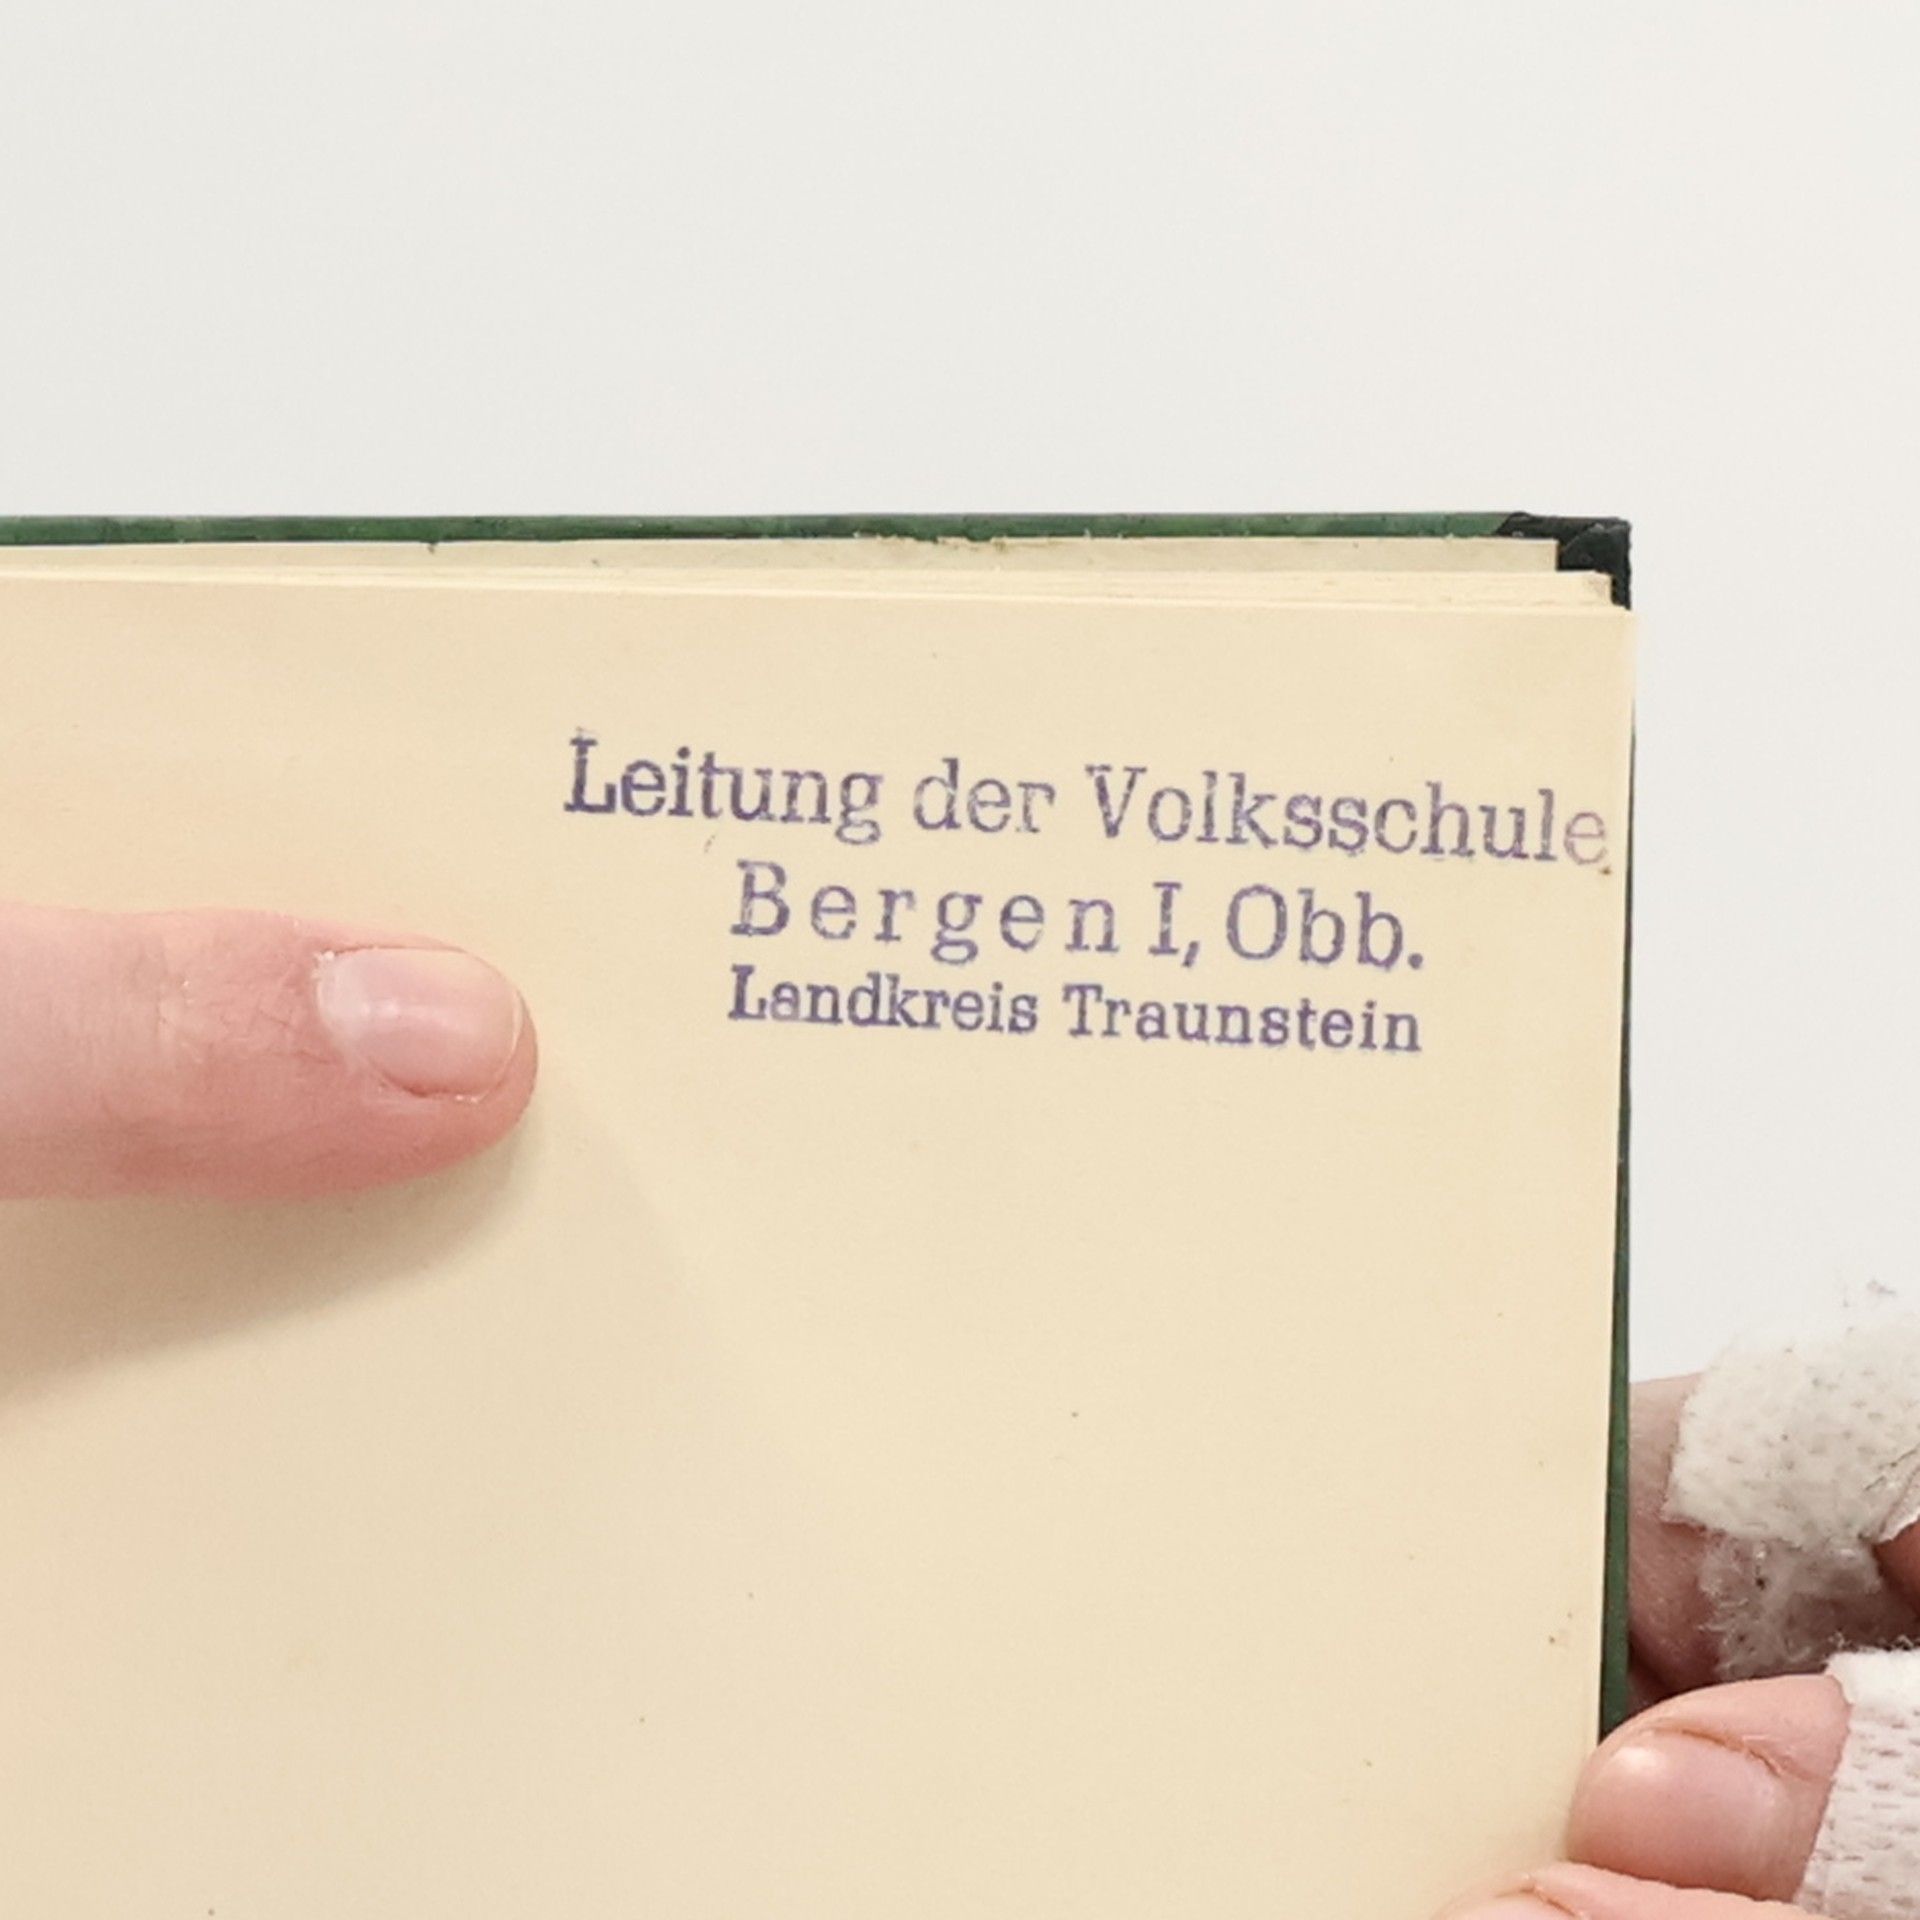 Leitung der Volksschule
Bergen I, Obb.
Landkreis Traunstein